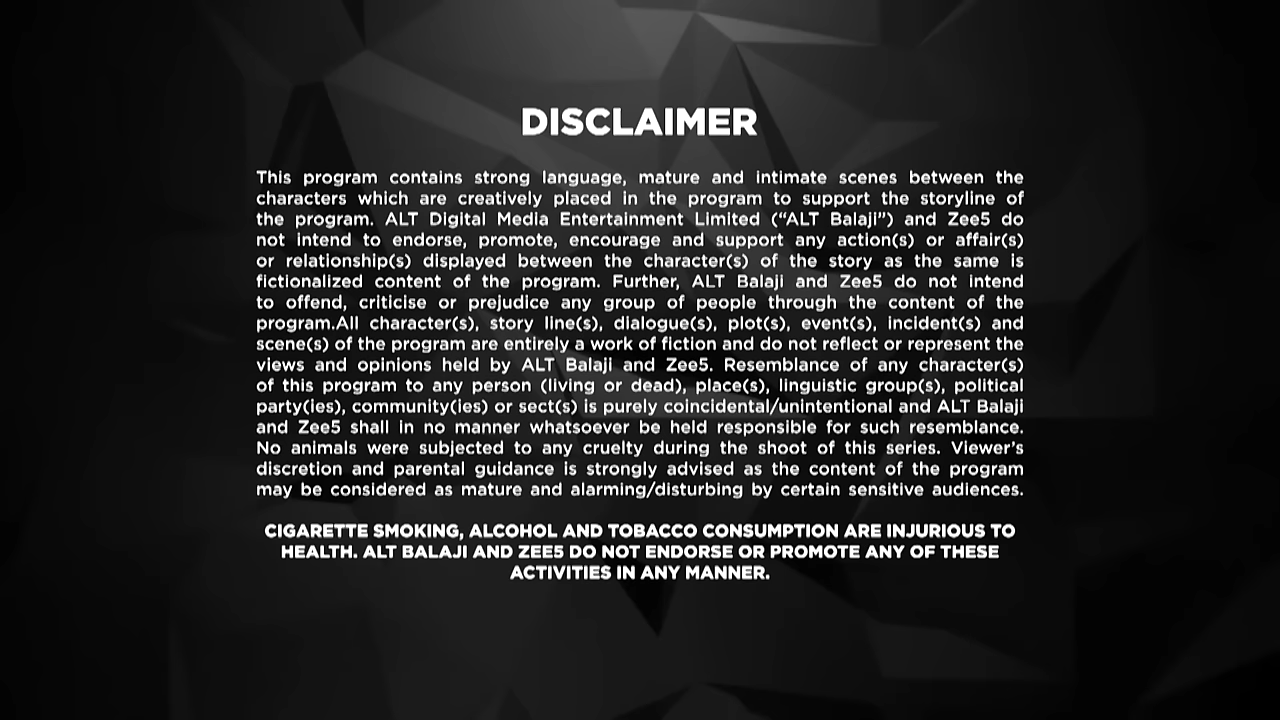 DISCLAIMER
This program contains strong language, mature and intimate scenes between the
characters which are creatively placed in the program to support the storyline of
the program. ALT Digital Media Entertainment Limited (“ALT Balaji”) and Zee5 do
not intend to endorse, promote, encourage and support any action(s) or affair(s)
or relationship(s) displayed between the character(s) of the story as the same is
fictionalized content of the program. Further, ALT Balaji and Zee5 do not intend
to offend, criticise or prejudice any group of people through the content of the
program.All character(s), story line(s), dialogue(s), plot(s), event(s), incident(s) and
scene(s) of the program are entirely a work of fiction and do not reflect or represent the
views and opinions held by ALT Balaji and Zee5. Resemblance of any character(s)
of this program to any person (living or dead), place(s), linguistic group(s), political
party(ies), community(ies) or sect(s) is purely coincidental/unintentional and ALT Balaji
and Zee5 shall in no manner whatsoever be held responsible for such resemblance.
No animals were subjected to any cruelty during the shoot of this series. Viewer’s
discretion and parental guidance is strongly advised as the content of the program
may be considered as mature and alarming/disturbing by certain sensitive audiences.
CIGARETTE SMOKING, ALCOHOL AND TOBACCO CONSUMPTION ARE INJURIOUS TO
HEALTH. ALT BALAJI AND ZEE5 DO NOT ENDORSE OR PROMOTE ANY OF THESE
ACTIVITIES IN ANY MANNER.